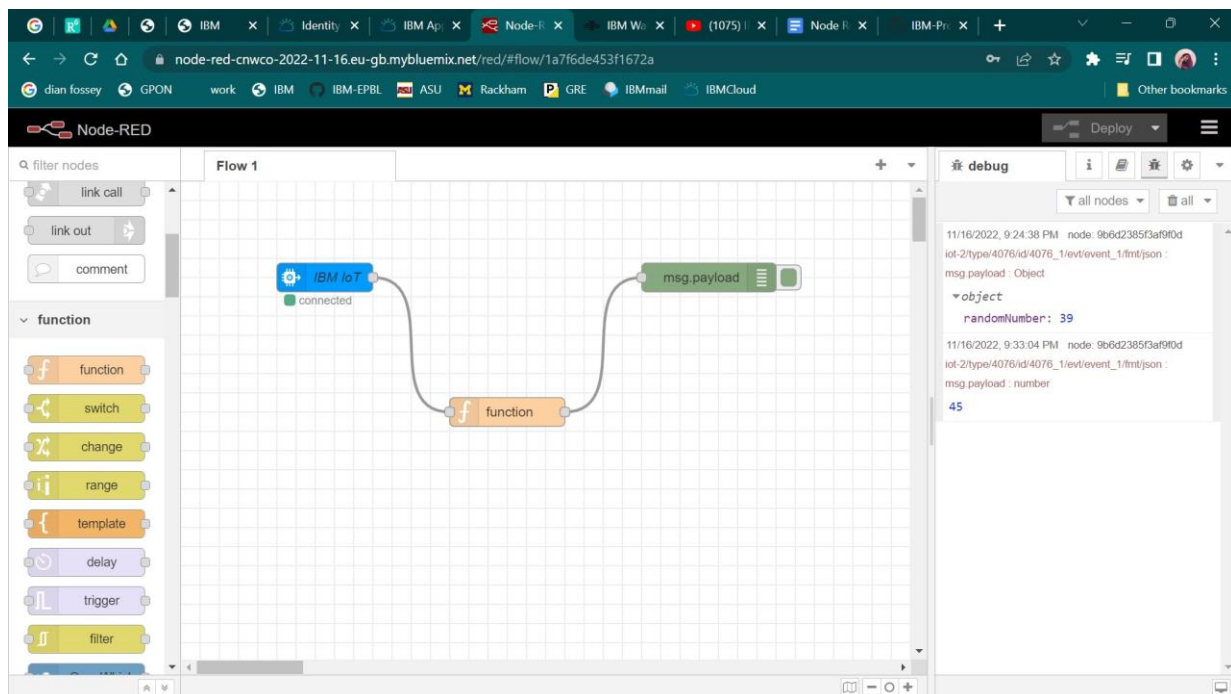 IBM
Identity
IBM Ap
Node-R
IBM Wa
(1075) I
Node R
IBM-Pr
node-red-cnwco-2022-11-16.eu-gb.mybluemix.net/red/#flow/1a7f6de453f1672a
dian fossey
GPON
work
IBM
IBM-EPBL
ASU
ASU
M
Rackham
P
GRE
IBMmail
IBMCloud
Other bookmarks
Node-RED
Deploy
filter nodes
link call
link out
comment
function
function
switch
change
range
template
delay
trigger
filter
Flow 1
IBM IoT
connected
function
msg.payload
debug
all nodes
all
11/16/2022, 9:24:38 PM node: 9b6d2385f3af9f0d
iot-2/type/4076/id/4076_1/evt/event_1/fmt/json :
msg.payload : Object
object
randomNumber: 39
11/16/2022, 9:33:04 PM node: 9b6d2385f3af9f0d
iot-2/type/4076/id/4076_1/evt/event_1/fmt/json :
msg.payload : number
45